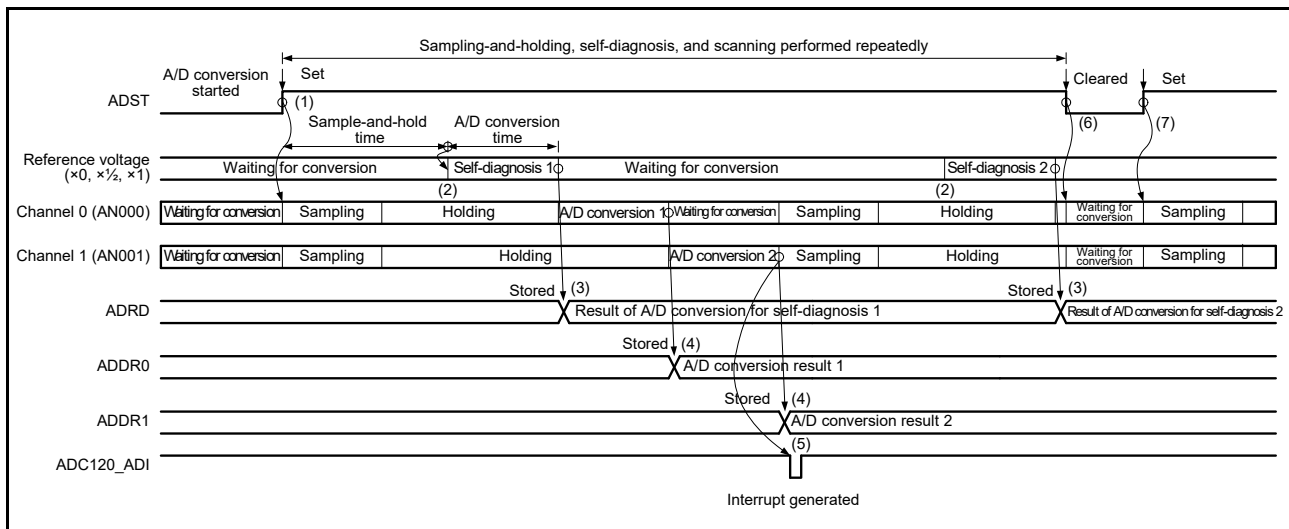 Sampling-and-holding, self-diagnosis, and scanning performed repeatedly
A/D conversion
started
Set
Cleared
Set
ADST
(1)
(6)
(7)
Sample-and-hold
time
A/D conversion
time
Reference voltage
(×0, ×½, ×1)
Waiting for conversion
Self-diagnosis 1
Waiting for conversion
Self-diagnosis 2
(2)
(2)
Channel 0 (AN000)
Waiting for conversion
Sampling
Holding
A/D conversion 1
Waiting for conversion
Sampling
Holding
Waiting for
conversion
Sampling
Channel 1 (AN001)
Waiting for conversion
Sampling
Holding
A/D conversion 2
Sampling
Holding
Waiting for
conversion
Sampling
Stored
(3)
Stored
(3)
ADRD
Result of A/D conversion for self-diagnosis 1
Result of A/D conversion for self-diagnosis 2
Stored
(4)
ADDR0
A/D conversion result 1
Stored
(4)
ADDR1
A/D conversion result 2
(5)
ADC120_ADI
Interrupt generated